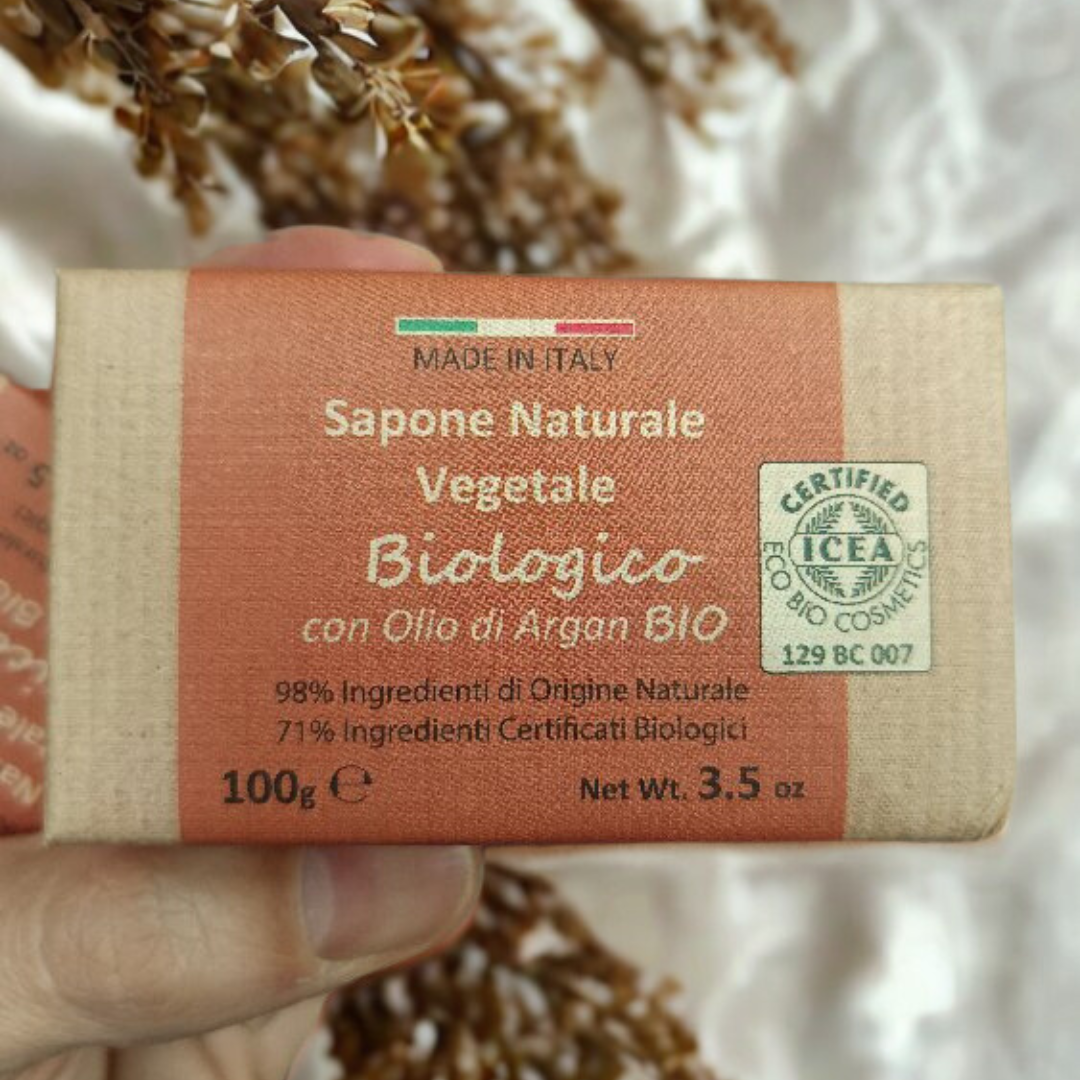 MADE IN ITALY
Sapone Naturale
Vegetale
Biologico
con Olio di Argan BIO
CERTIFIED
ICEA
ECO BIO COSMETICS
129 BC 007
98% Ingredienti di Origine Naturale
71% Ingredienti Certificati Biologici
100g ℮
Net Wt. 3.5 oz